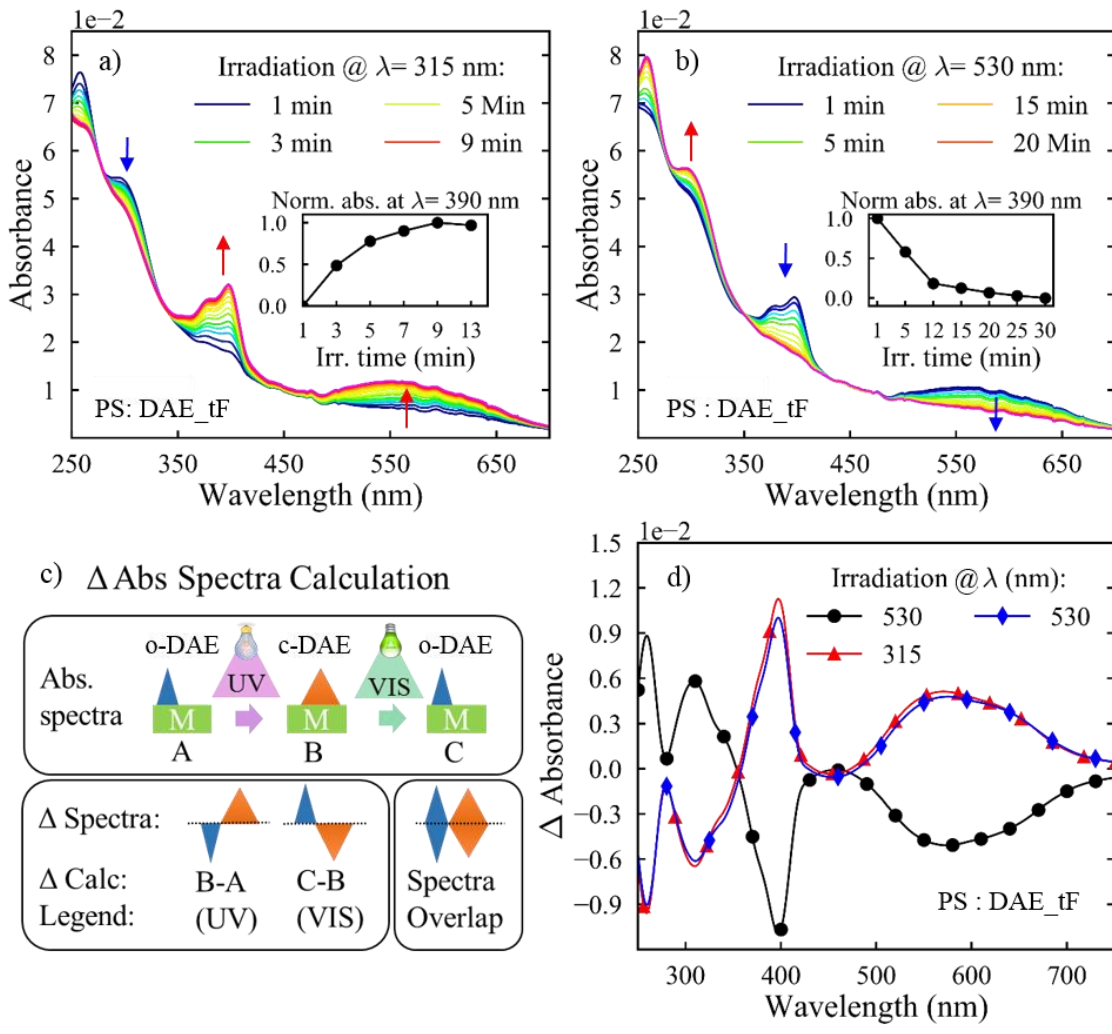 1e−2
a)
Irradiation @ λ= 315 nm:
1 min
5 Min
3 min
9 min
Norm. abs. at λ= 390 nm
1.0
0.5
0.0
1 3 5 7 9 13
Irr. time (min)
8
7
6
5
4
3
2
1
Absorbance
PS: DAE_tF
250 350 450 550 650
Wavelength (nm)
1e−2
b)
Irradiation @ λ= 530 nm:
1 min
15 min
5 min
20 Min
Norm abs. at λ= 390 nm
1.0
0.5
0.0
1 5 12 15 20 25 30
Irr. time (min)
8
7
6
5
4
3
2
1
Absorbance
PS : DAE_tF
250 350 450 550 650
Wavelength (nm)
c) Δ Abs Spectra Calculation
o-DAE c-DAE o-DAE
Abs.
spectra
UV VIS
M M M
A B C
Δ Spectra:
Δ Calc: B-A C-B
Legend: (UV) (VIS)
Spectra
Overlap
1e−2
d)
Irradiation @ λ (nm):
530
530
315
1.5
1.2
0.9
0.6
0.3
0.0
−0.3
−0.6
−0.9
Δ Absorbance
PS : DAE_tF
300 400 500 600 700
Wavelength (nm)